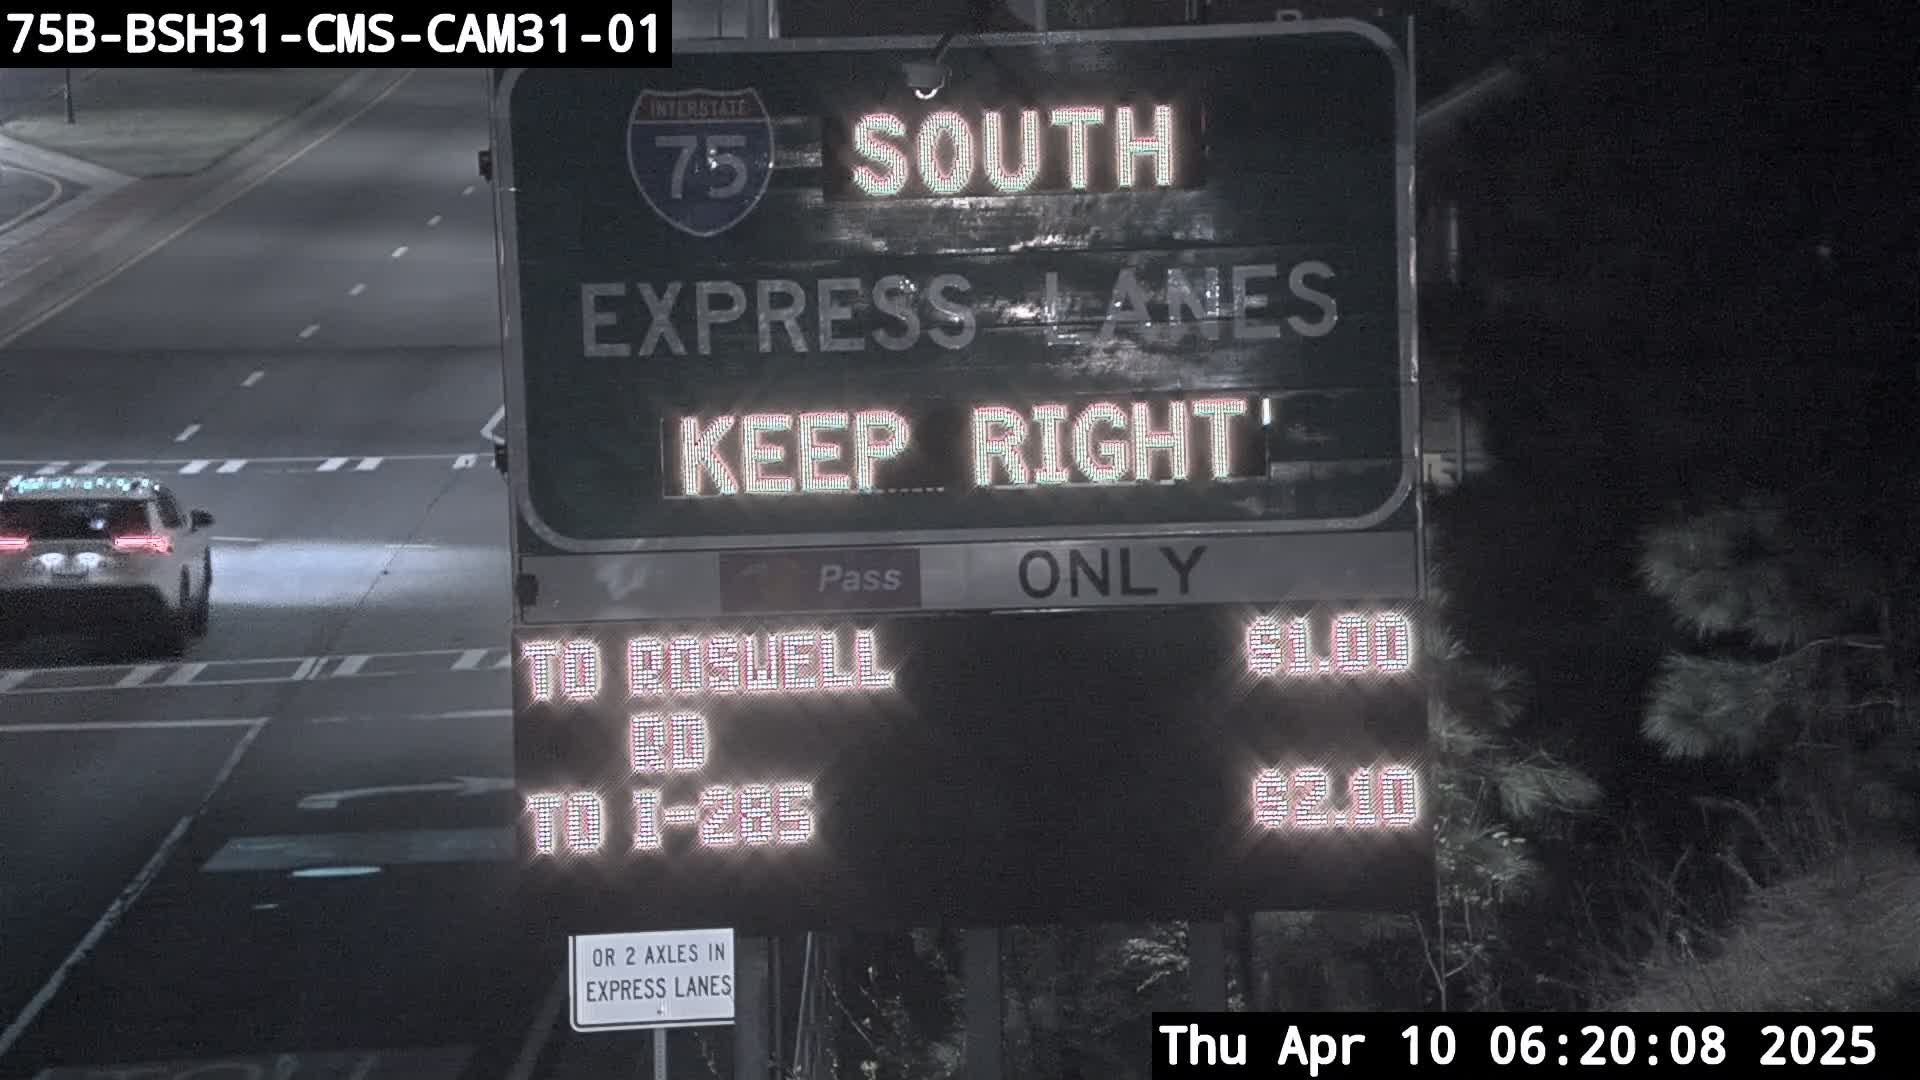 75B-BSH31-CMS-CAM31-01
INTERSTATE
75
SOUTH
EXPRESS LANES
KEEP RIGHT
Pass ONLY
TO ROSWELL $1.00
RD
TO I-285 $2.10
OR 2 AXLES IN
EXPRESS LANES
Thu Apr 10 06:20:08 2025